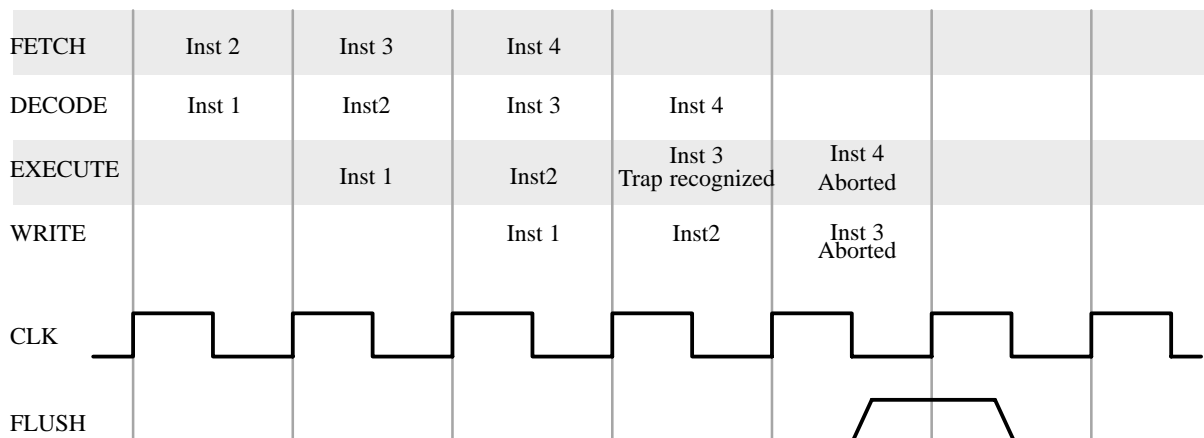 FETCH Inst 2 Inst 3 Inst 4
DECODE Inst 1 Inst2 Inst 3 Inst 4
EXECUTE Inst 1 Inst2 Inst 3 Inst 4
Trap recognized Aborted
WRITE Inst 1 Inst2 Inst 3
Aborted
CLK
FLUSH